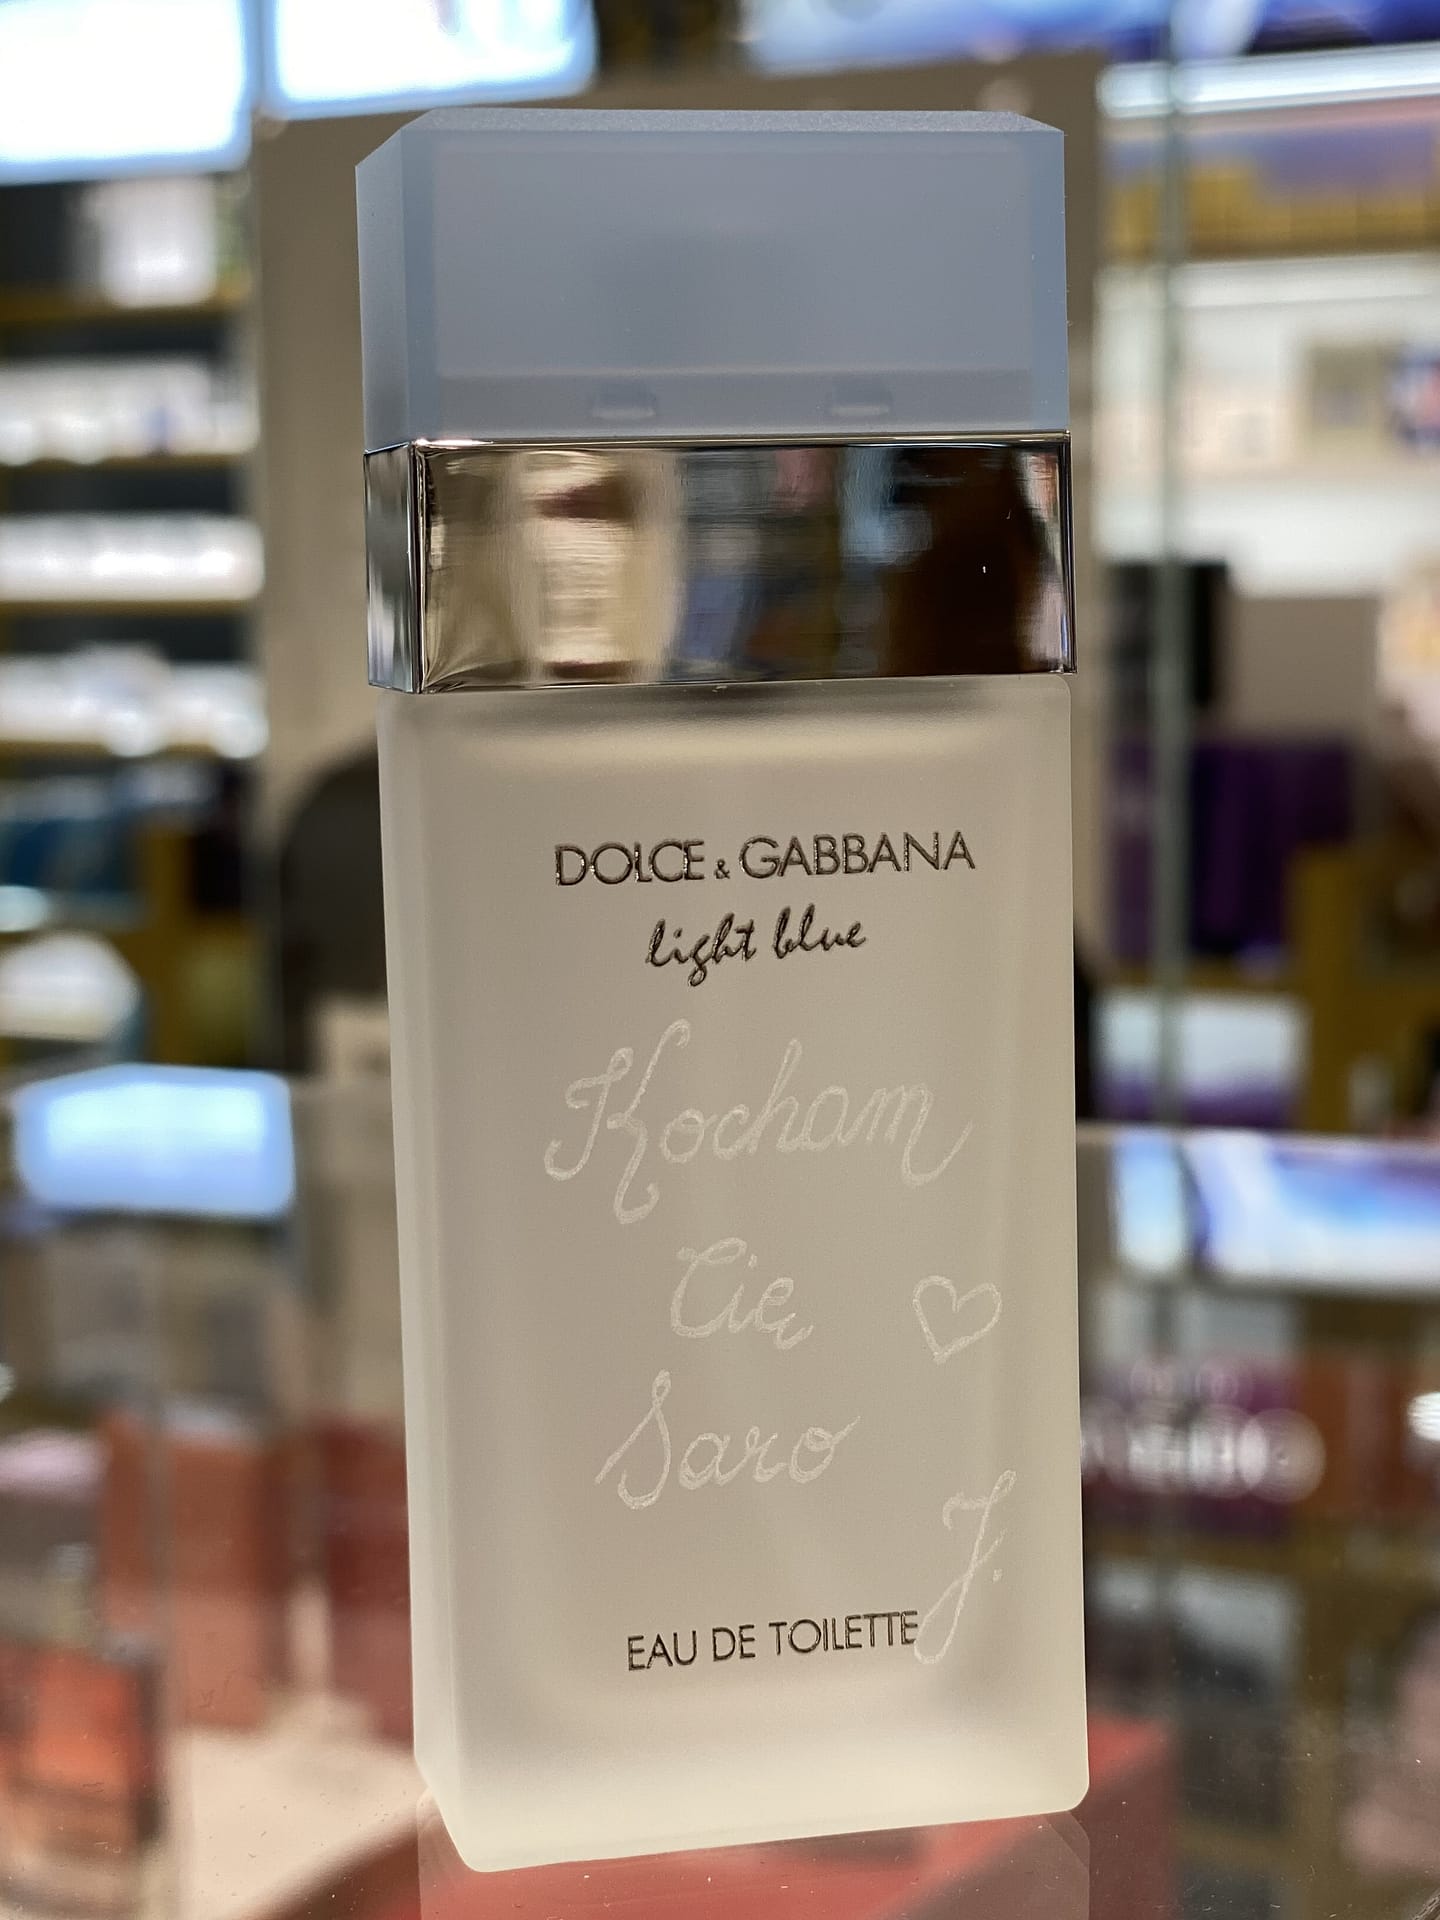 DOLCE & GABBANA
light blue
Kocham
Cię
Saro
J.
EAU DE TOILETTE